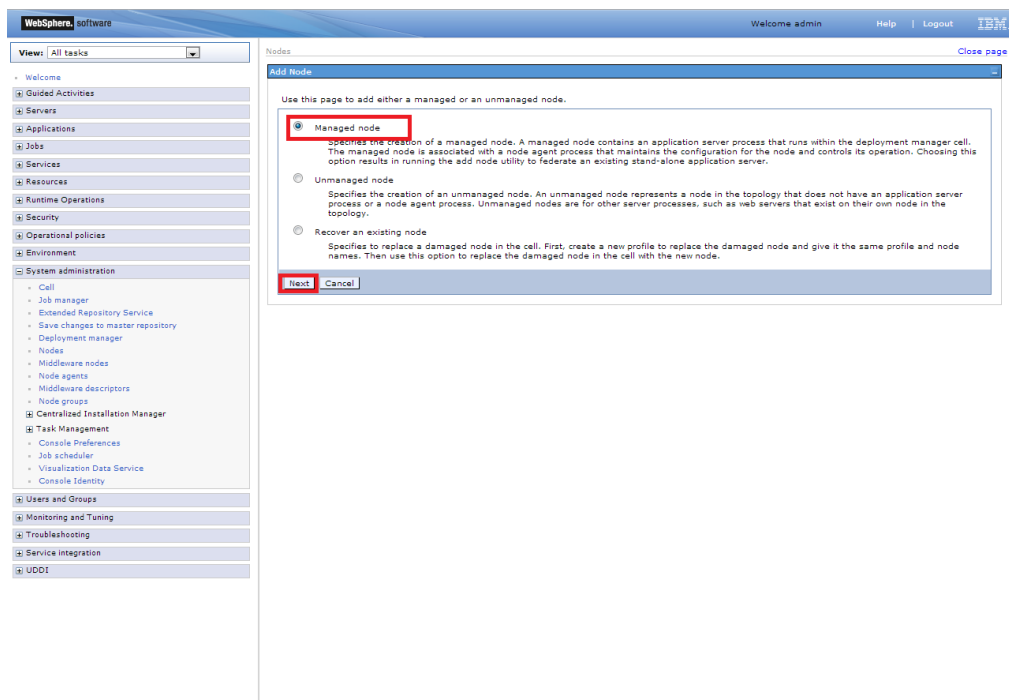 WebSphere. software
Welcome admin Help | Logout IBM
View: All tasks
Welcome
Guided Activities
Servers
Applications
Jobs
Services
Resources
Runtime Operations
Security
Operational policies
Environment
System administration
Cell
Job manager
Extended Repository Service
Save changes to master repository
Deployment manager
Nodes
Middleware nodes
Node agents
Middleware descriptors
Node groups
Centralized Installation Manager
Task Management
Console Preferences
Job scheduler
Visualization Data Service
Console Identity
Users and Groups
Monitoring and Tuning
Troubleshooting
Service integration
UDDI
Nodes Close page
Add Node
Use this page to add either a managed or an unmanaged node.
Managed node
Specifies the creation of a managed node. A managed node contains an application server process that runs within the deployment manager cell.
The managed node is associated with a node agent process that maintains the configuration for the node and controls its operation. Choosing this
option results in running the add node utility to federate an existing stand-alone application server.
Unmanaged node
Specifies the creation of an unmanaged node. An unmanaged node represents a node in the topology that does not have an application server
process or a node agent process. Unmanaged nodes are for other server processes, such as web servers that exist on their own node in the
topology.
Recover an existing node
Specifies to replace a damaged node in the cell. First, create a new profile to replace the damaged node and give it the same profile and node
names. Then use this option to replace the damaged node in the cell with the new node.
Next Cancel